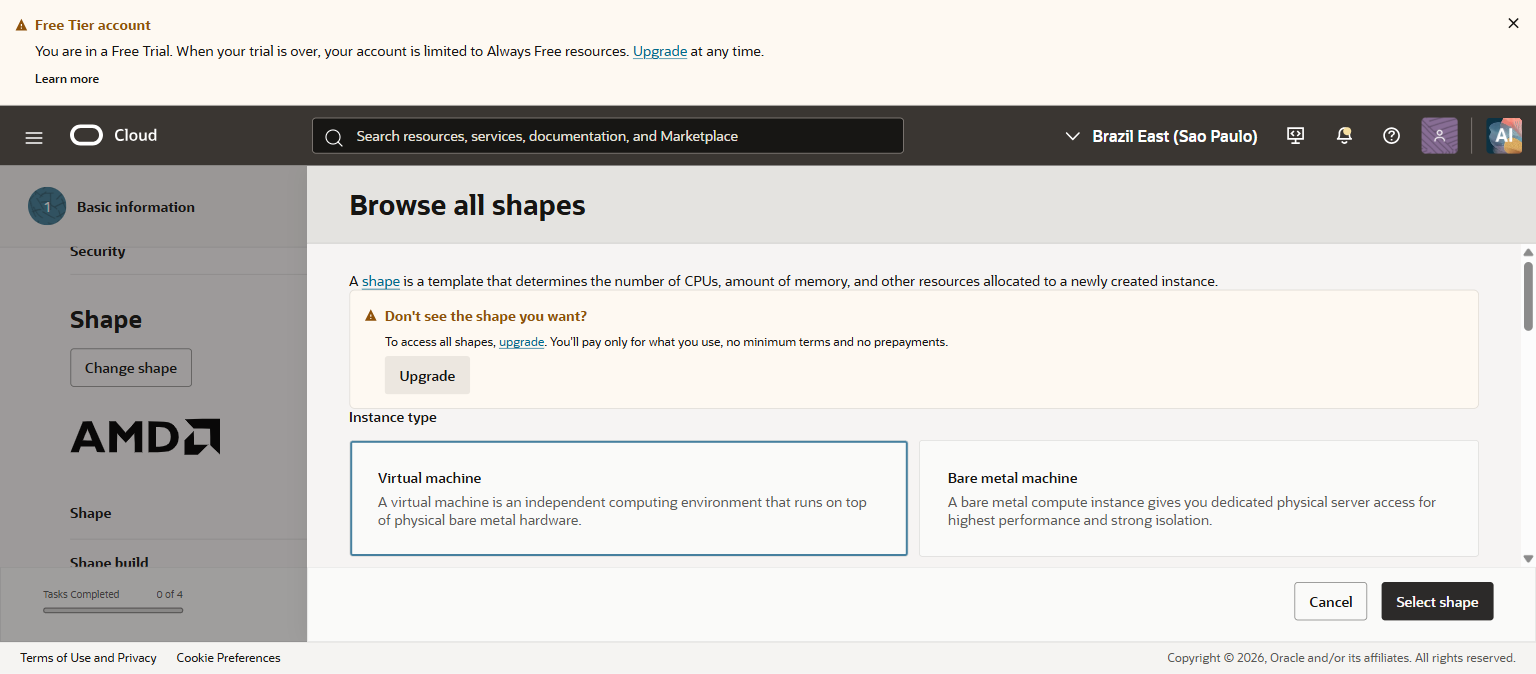 Free Tier account
You are in a Free Trial. When your trial is over, your account is limited to Always Free resources. Upgrade at any time.
Learn more
Cloud
Search resources, services, documentation, and Marketplace
Brazil East (Sao Paulo)
AI
1
Basic information
Security
Shape
Change shape
AMD
Shape
Shape build
Tasks Completed 0 of 4
Browse all shapes
A shape is a template that determines the number of CPUs, amount of memory, and other resources allocated to a newly created instance.
Don't see the shape you want?
To access all shapes, upgrade. You'll pay only for what you use, no minimum terms and no prepayments.
Upgrade
Instance type
Virtual machine
A virtual machine is an independent computing environment that runs on top
of physical bare metal hardware.
Bare metal machine
A bare metal compute instance gives you dedicated physical server access for
highest performance and strong isolation.
Cancel
Select shape
Terms of Use and Privacy
Cookie Preferences
Copyright © 2026, Oracle and/or its affiliates. All rights reserved.